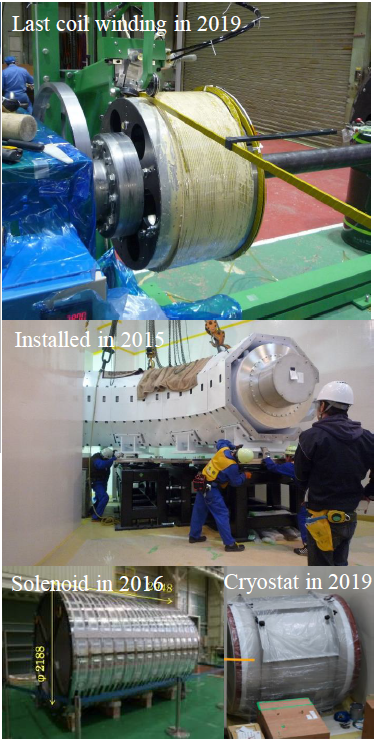 Last coil winding in 2019
Installed in 2015
Solenoid in 2016
Cryostat in 2019
φ 2188